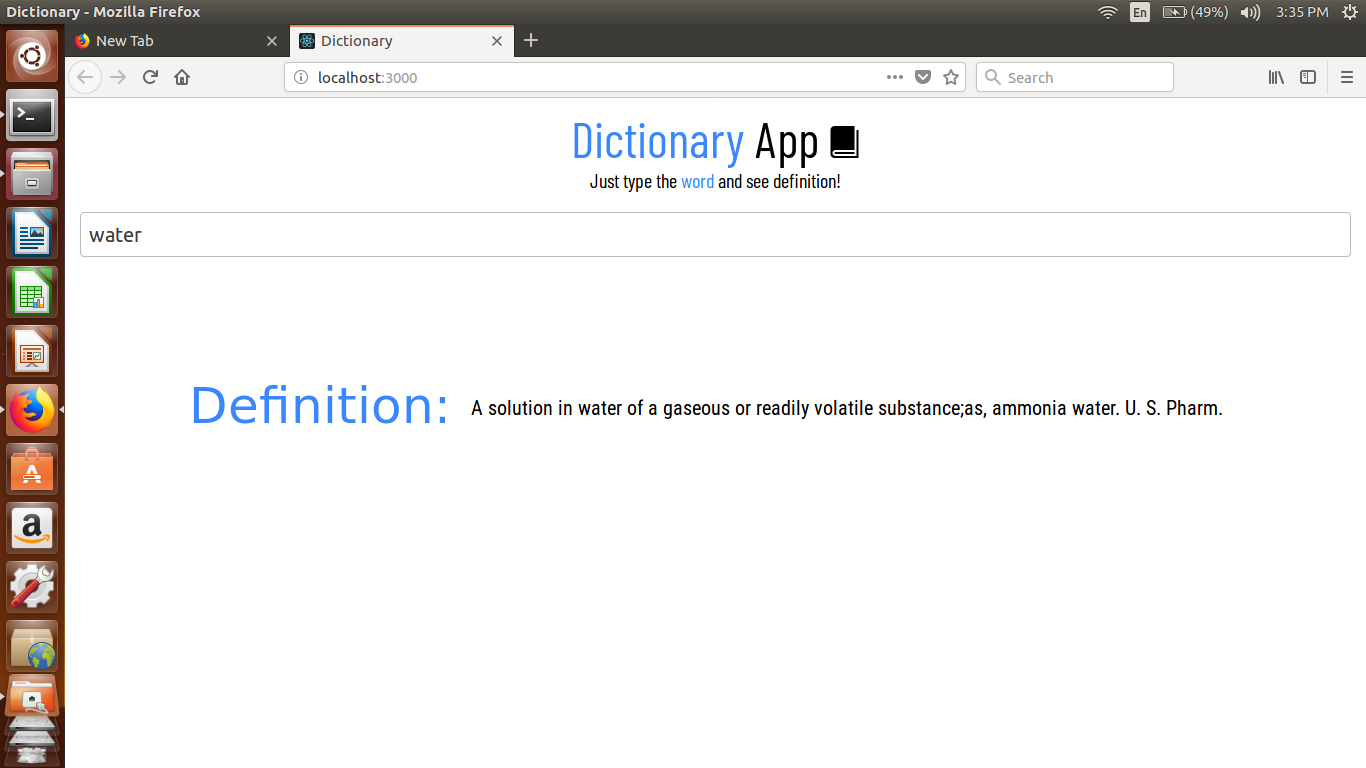 Dictionary - Mozilla Firefox
En (49%) 3:35 PM
New Tab Dictionary
localhost:3000 Search
Dictionary App
Just type the word and see definition!
water
Definition: A solution in water of a gaseous or readily volatile substance;as, ammonia water. U. S. Pharm.